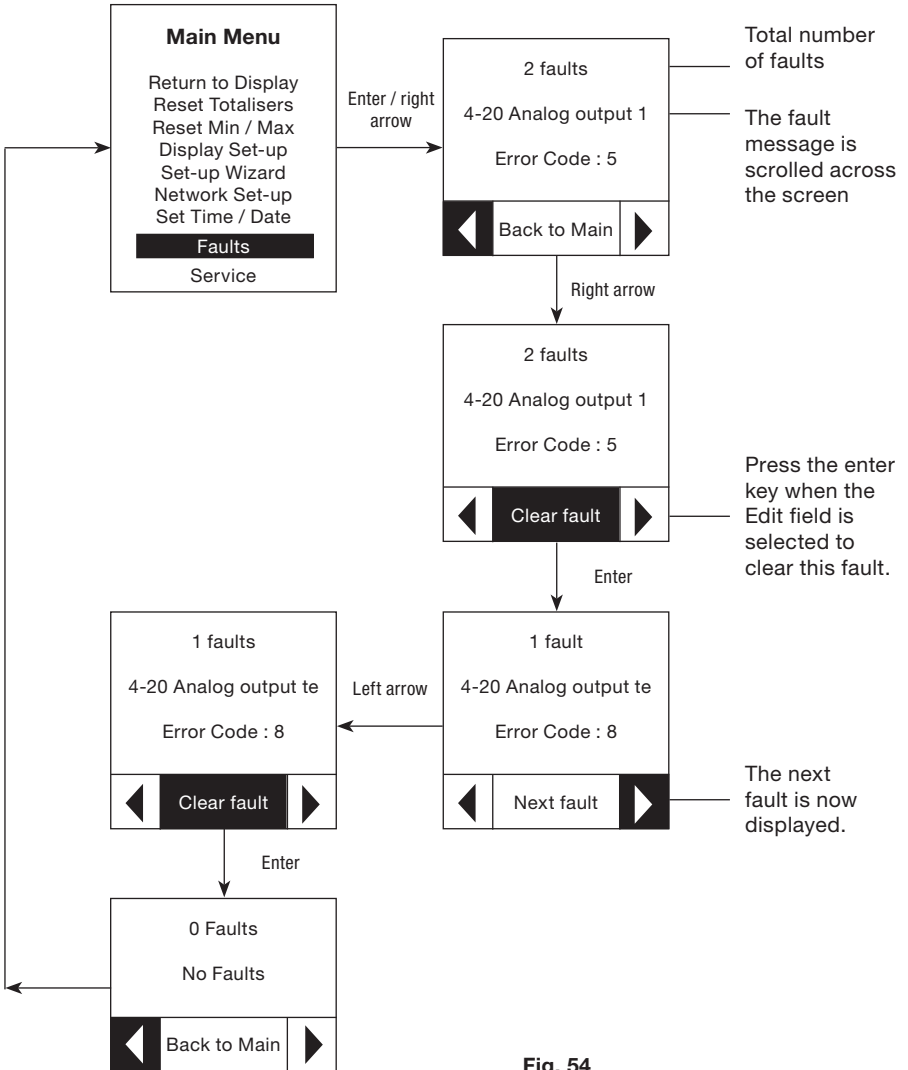 Main Menu
Return to Display
Reset Totalisers
Reset Min / Max
Display Set-up
Set-up Wizard
Network Set-up
Set Time / Date
Faults
Service
Enter / right
arrow
2 faults
4-20 Analog output 1
Error Code : 5
Back to Main
Total number
of faults
The fault
message is
scrolled across
the screen
Right arrow
2 faults
4-20 Analog output 1
Error Code : 5
Clear fault
Press the enter
key when the
Edit field is
selected to
clear this fault.
Enter
1 fault
4-20 Analog output te
Error Code : 8
Next fault
The next
fault is now
displayed.
Left arrow
1 faults
4-20 Analog output te
Error Code : 8
Clear fault
Enter
0 Faults
No Faults
Back to Main
Fig. 54